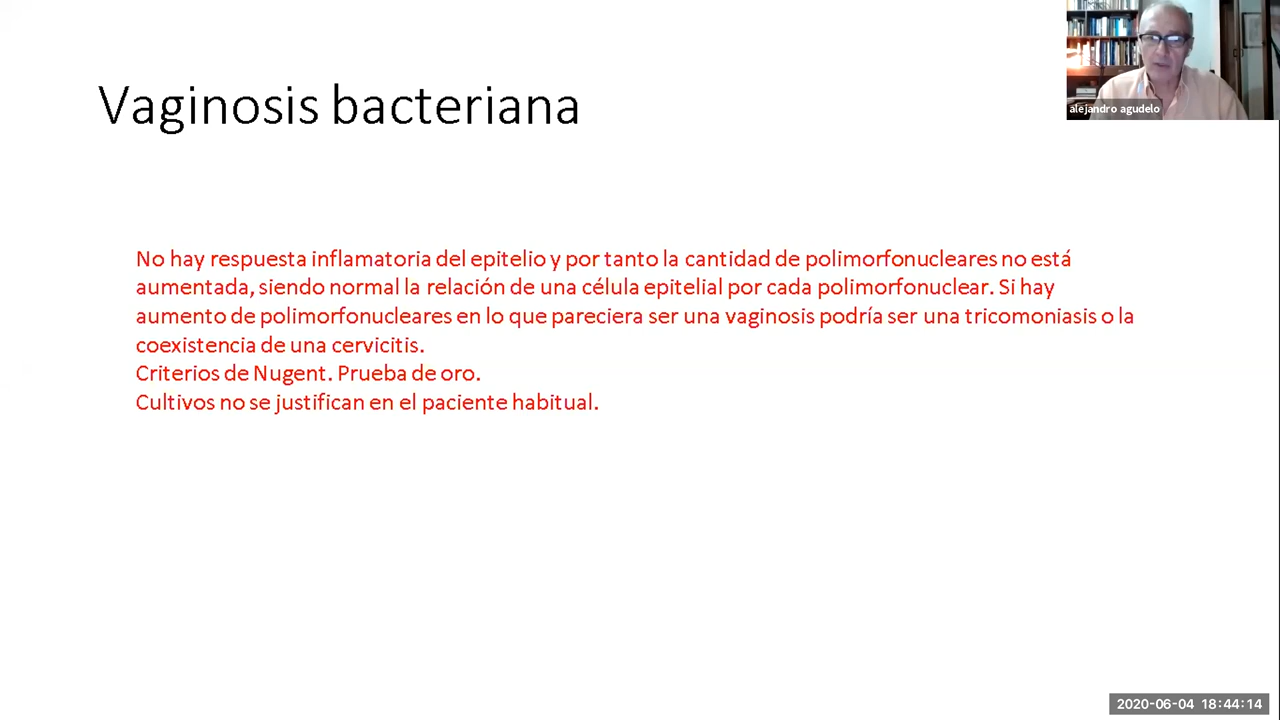 Vaginosis bacteriana
alejandro agudelo
No hay respuesta inflamatoria del epitelio y por tanto la cantidad de polimorfonucleares no está
aumentada, siendo normal la relación de una célula epitelial por cada polimorfonuclear. Si hay
aumento de polimorfonucleares en lo que pareciera ser una vaginosis podría ser una tricomoniasis o la
coexistencia de una cervicitis.
Criterios de Nugent. Prueba de oro.
Cultivos no se justifican en el paciente habitual.
2020-06-04 18:44:14